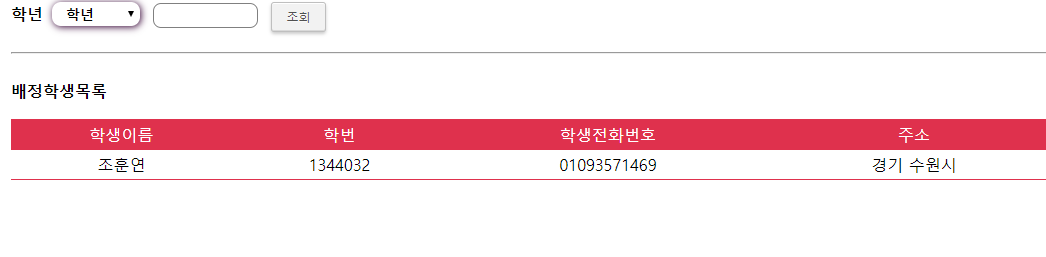 학년 학년 조회
배정학생목록
학생이름 학번 학생전화번호 주소
조훈연 1344032 01093571469 경기 수원시